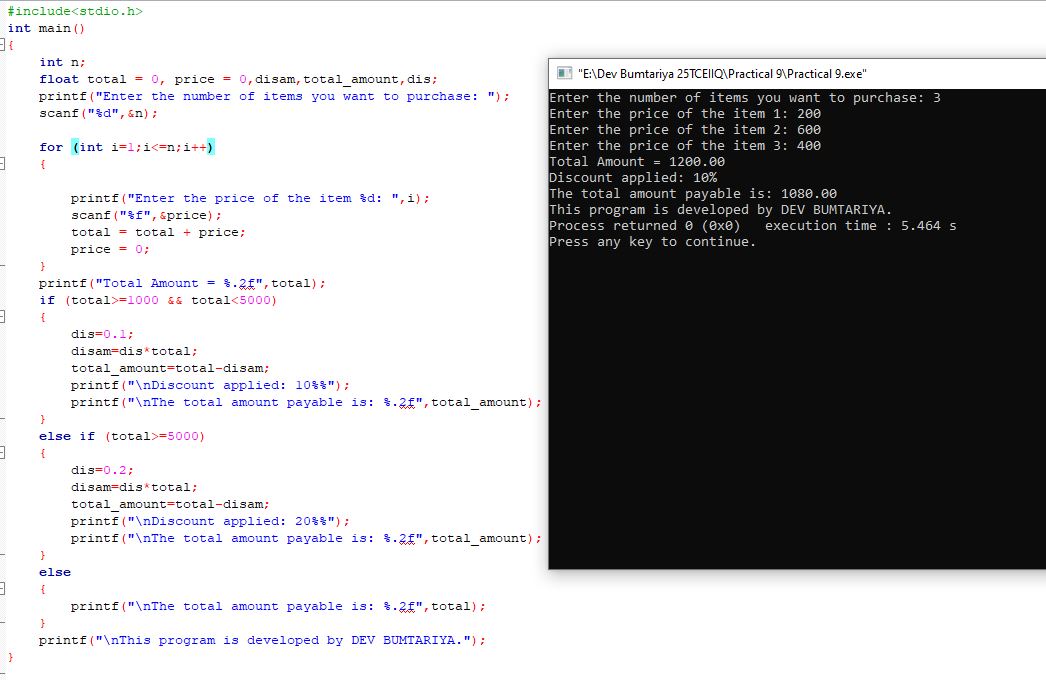 #include<stdio.h>
int main()
{
    int n;
    float total = 0, price = 0,disam,total_amount,dis;
    printf("Enter the number of items you want to purchase: ");
    scanf("%d",&n);

    for (int i=1;i<=n;i++)
    {

        printf("Enter the price of the item %d: ",i);
        scanf("%f",&price);
        total = total + price;
        price = 0;
    }
    printf("Total Amount = %.2f",total);
    if (total>=1000 && total<5000)
    {
        dis=0.1;
        disam=dis*total;
        total_amount=total-disam;
        printf("\nDiscount applied: 10%%");
        printf("\nThe total amount payable is: %.2f",total_amount);
    }
    else if (total>=5000)
    {
        dis=0.2;
        disam=dis*total;
        total_amount=total-disam;
        printf("\nDiscount applied: 20%%");
        printf("\nThe total amount payable is: %.2f",total_amount);
    }
    else
    {
        printf("\nThe total amount payable is: %.2f",total);
    }
    printf("\nThis program is developed by DEV BUMTARIYA.");
}
"E:\Dev Bumtariya 25TCEIIQ\Practical 9\Practical 9.exe"
Enter the number of items you want to purchase: 3
Enter the price of the item 1: 200
Enter the price of the item 2: 600
Enter the price of the item 3: 400
Total Amount = 1200.00
Discount applied: 10%
The total amount payable is: 1080.00
This program is developed by DEV BUMTARIYA.
Process returned 0 (0x0)   execution time : 5.464 s
Press any key to continue.